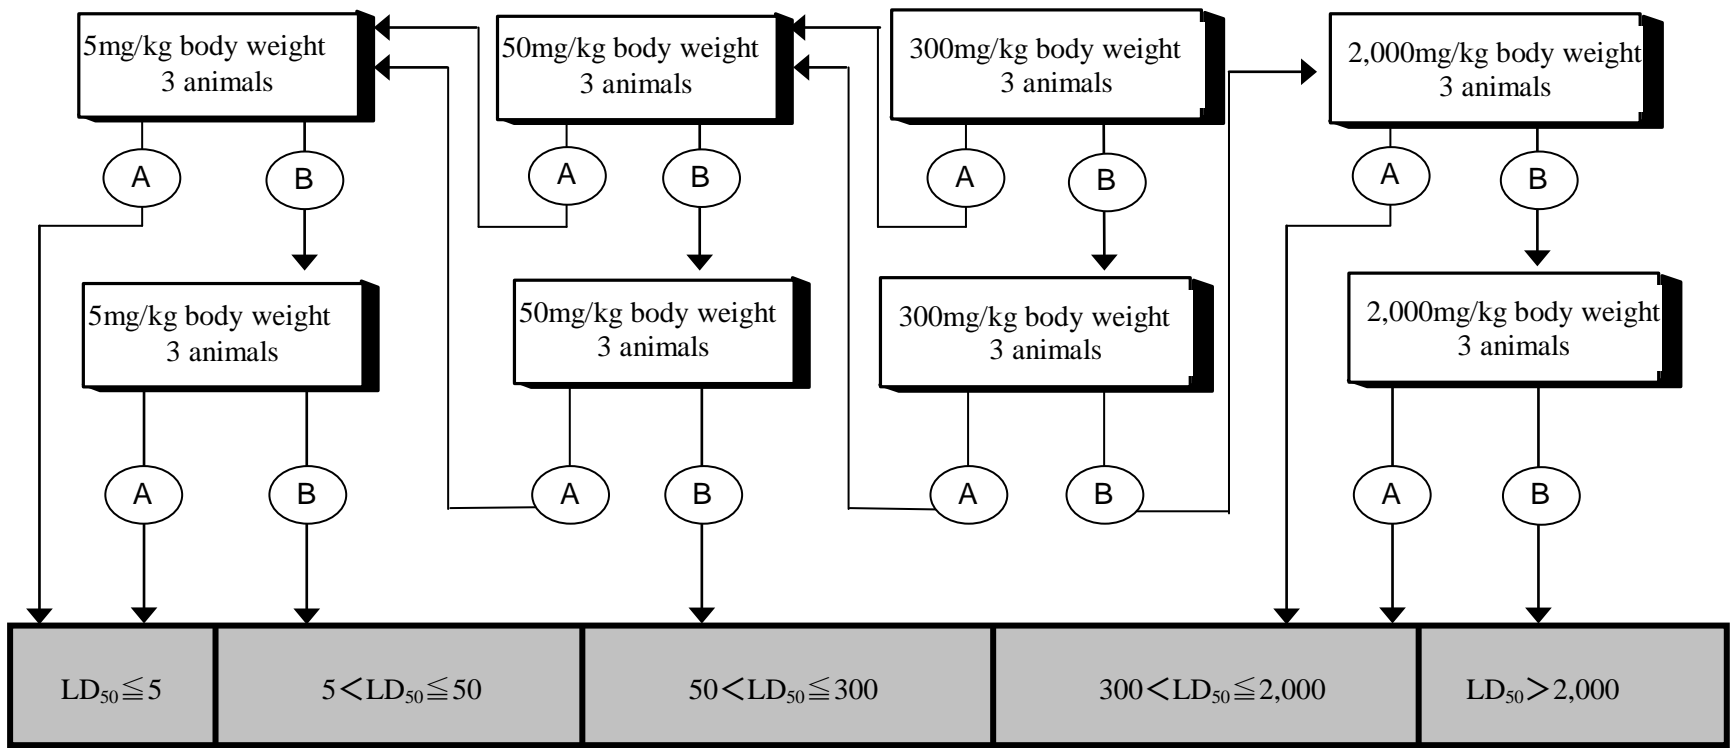 5mg/kg body weight
3 animals
50mg/kg body weight
3 animals
300mg/kg body weight
3 animals
2,000mg/kg body weight
3 animals
A
B
A
B
A
B
A
B
5mg/kg body weight
3 animals
50mg/kg body weight
3 animals
300mg/kg body weight
3 animals
2,000mg/kg body weight
3 animals
A
B
A
B
A
B
A
B
LD₅₀≦5
5＜LD₅₀≦50
50＜LD₅₀≦300
300＜LD₅₀≦2,000
LD₅₀＞2,000